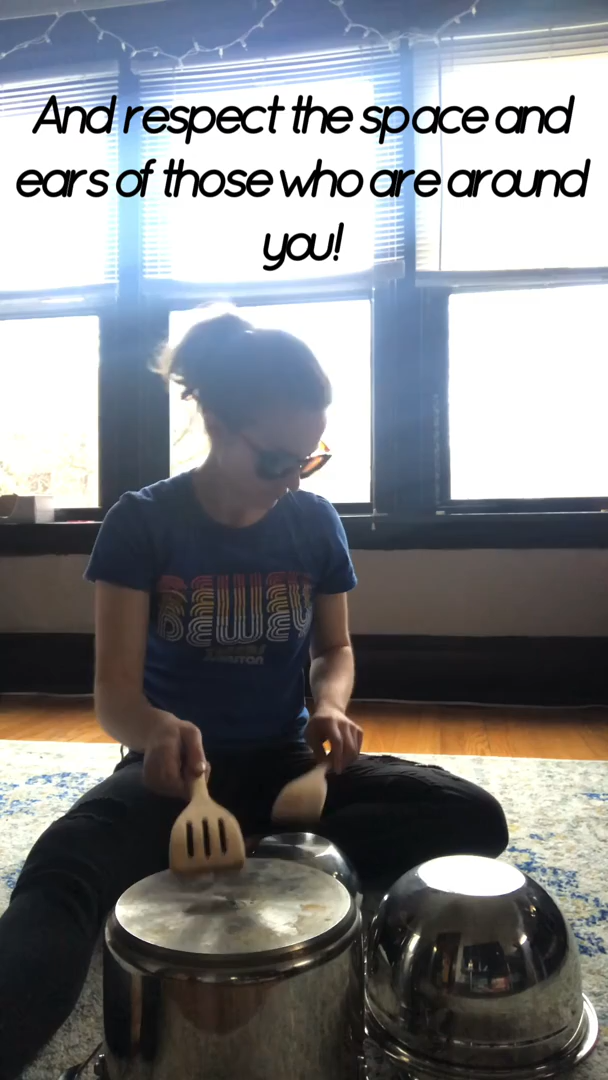 And respect the space and
ears of those who are around
you!